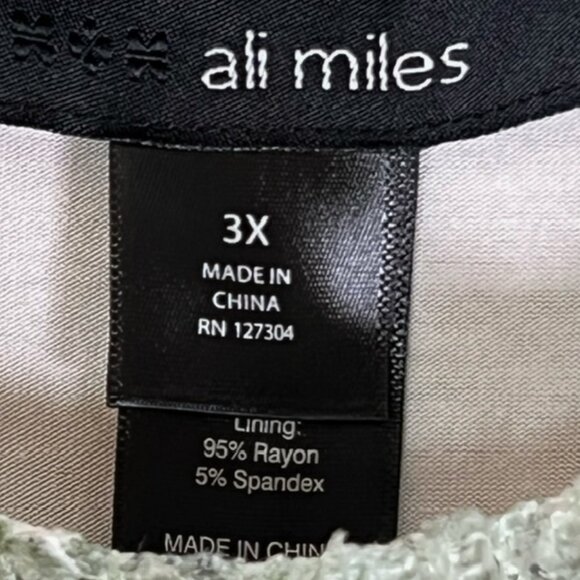 ali miles
3X
MADE IN
CHINA
RN 127304
Lining:
95% Rayon
5% Spandex
MADE IN CHIN